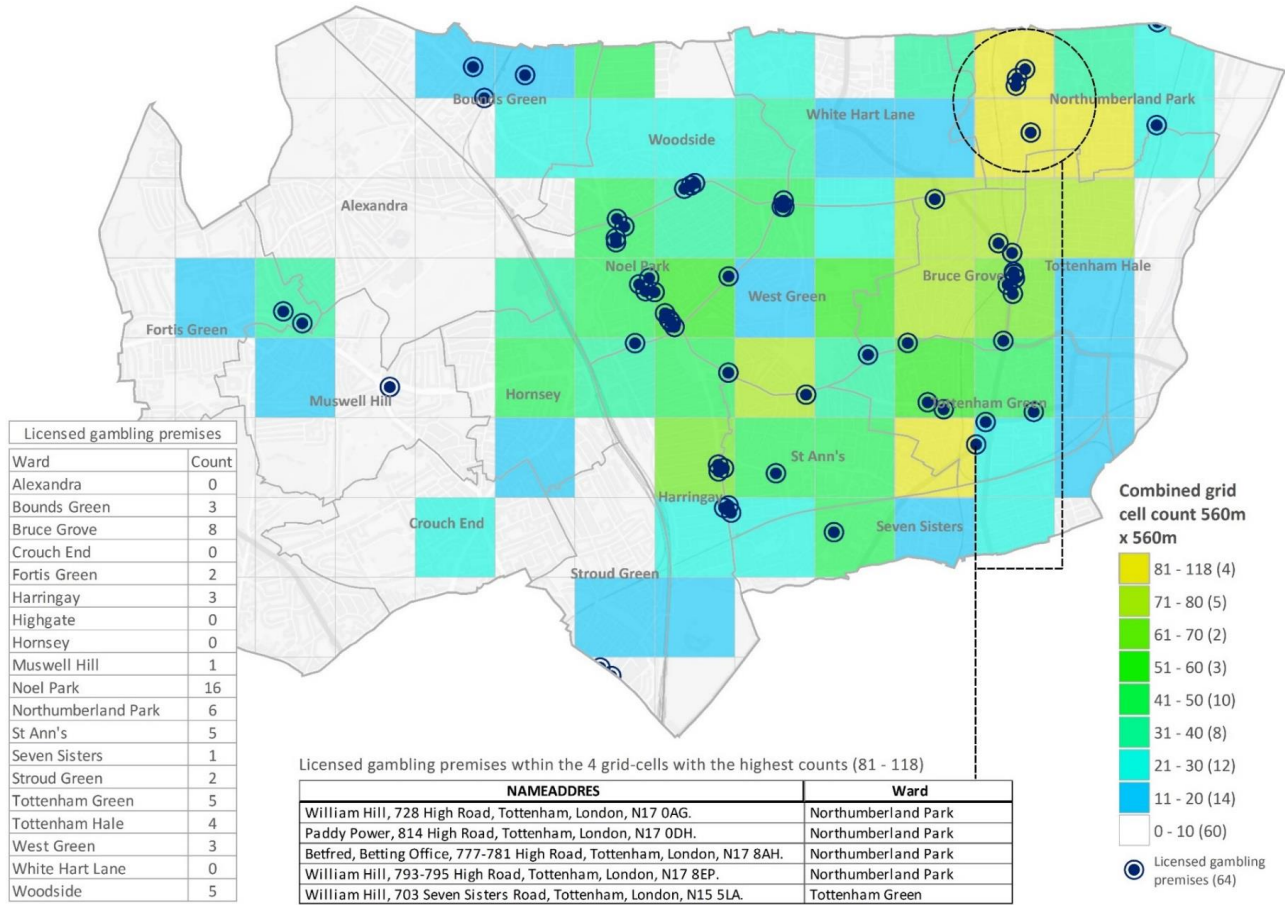 Bounds Green
Northumberland Park
White Hart Lane
Woodside
Alexandra
Noel Park
Bruce Grove
Tottenham Hale
West Green
Fortis Green
Muswell Hill
Hornsey
Tottenham Green
St Ann's
Harringay
Crouch End
Seven Sisters
Stroud Green
Licensed gambling premises
Ward Count
Alexandra 0
Bounds Green 3
Bruce Grove 8
Crouch End 0
Fortis Green 2
Harringay 3
Highgate 0
Hornsey 0
Muswell Hill 1
Noel Park 16
Northumberland Park 6
St Ann's 5
Seven Sisters 1
Stroud Green 2
Tottenham Green 5
Tottenham Hale 4
West Green 3
White Hart Lane 0
Woodside 5
Combined grid
cell count 560m
x 560m
81 - 118 (4)
71 - 80 (5)
61 - 70 (2)
51 - 60 (3)
41 - 50 (10)
31 - 40 (8)
21 - 30 (12)
11 - 20 (14)
0 - 10 (60)
Licensed gambling
premises (64)
Licensed gambling premises wthin the 4 grid-cells with the highest counts (81 - 118)
NAMEADDRES Ward
William Hill, 728 High Road, Tottenham, London, N17 0AG. Northumberland Park
Paddy Power, 814 High Road, Tottenham, London, N17 0DH. Northumberland Park
Betfred, Betting Office, 777-781 High Road, Tottenham, London, N17 8AH. Northumberland Park
William Hill, 793-795 High Road, Tottenham, London, N17 8EP. Northumberland Park
William Hill, 703 Seven Sisters Road, Tottenham, London, N15 5LA. Tottenham Green